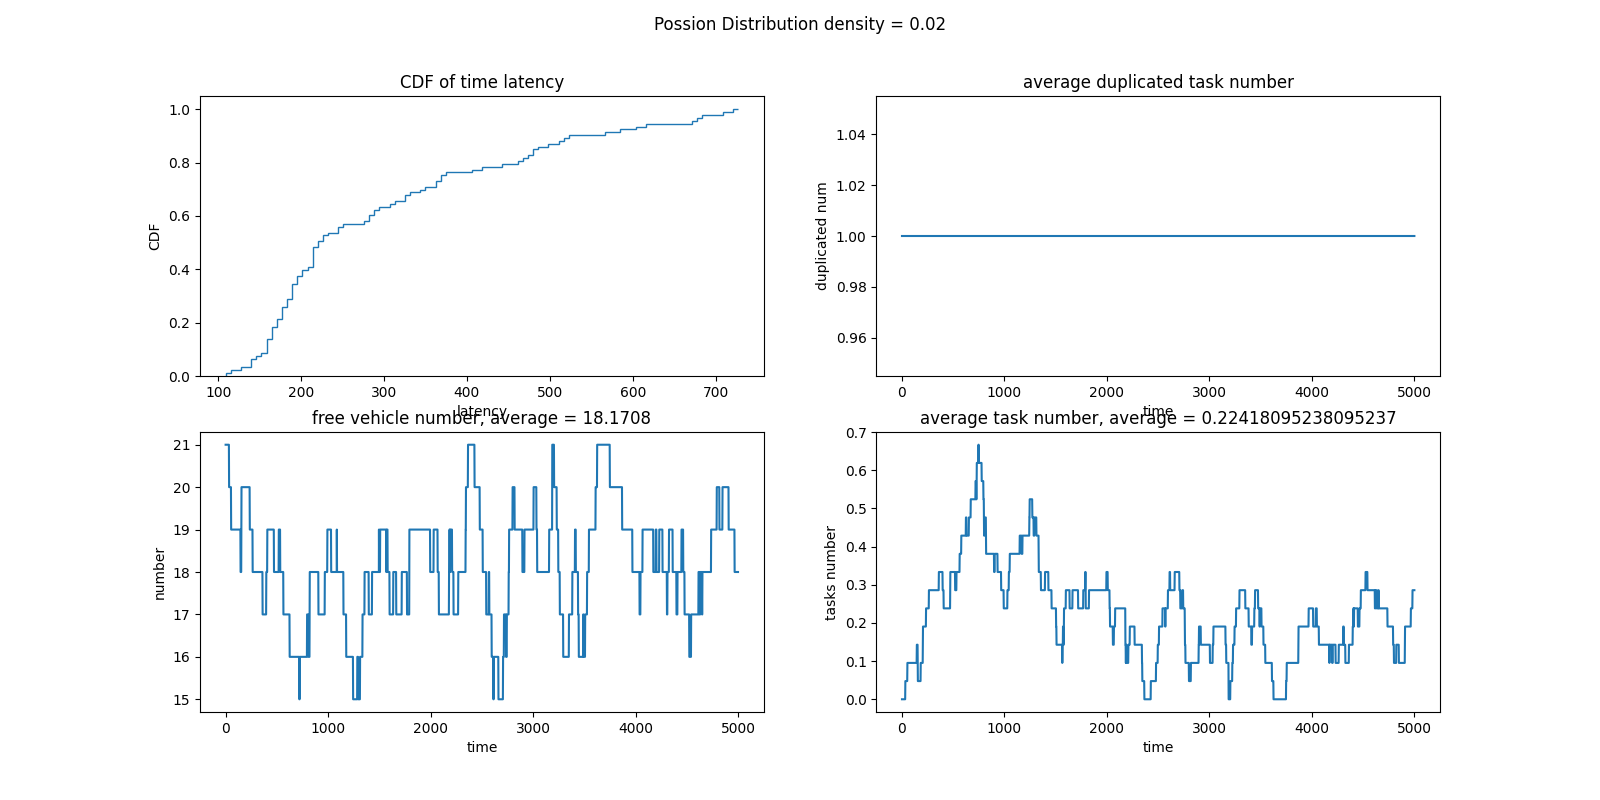 Possion Distribution density = 0.02
CDF of time latency
1.0
0.8
0.6
0.4
0.2
0.0
CDF
100 200 300 400 500 600 700
latency
average duplicated task number
1.04
1.02
1.00
0.98
0.96
duplicated num
0 1000 2000 3000 4000 5000
time
free vehicle number, average = 18.1708
21
20
19
18
17
16
15
number
0 1000 2000 3000 4000 5000
time
average task number, average = 0.22418095238095237
0.7
0.6
0.5
0.4
0.3
0.2
0.1
0.0
tasks number
0 1000 2000 3000 4000 5000
time